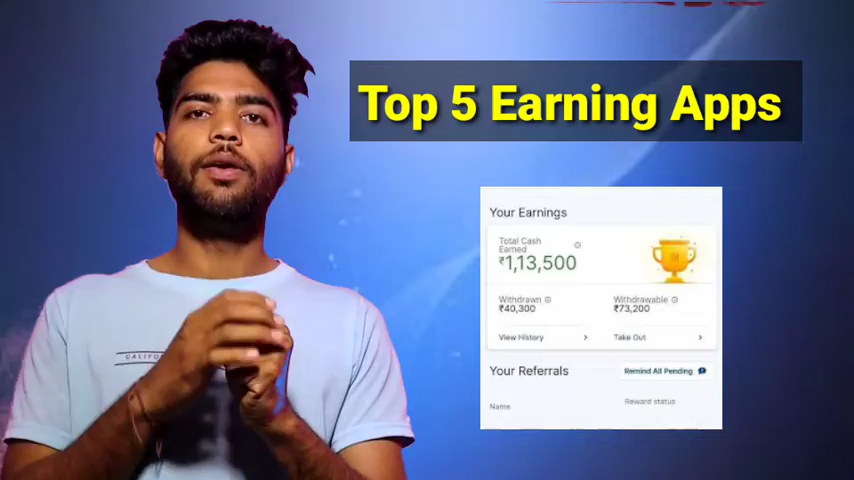 Top 5 Earning Apps
Your Earnings
Total Cash
Earned
₹1,13,500
Withdrawn
Withdrawable
₹40,300
₹73,200
View History >
Take Out >
Your Referrals
Remind All Pending
Name
Reward status